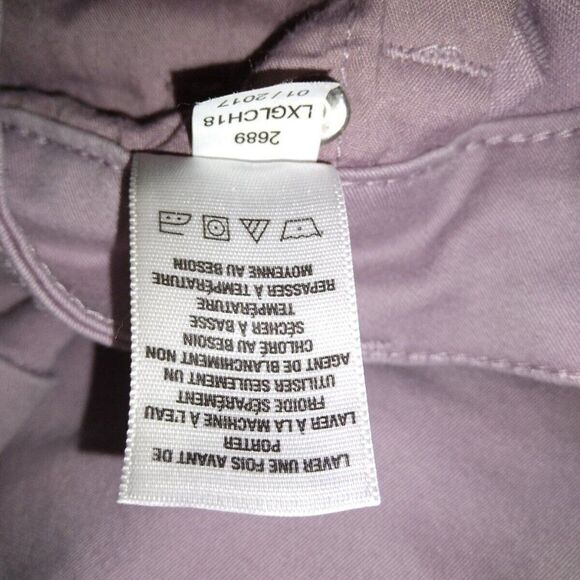 LAVER UNE FOIS AVANT DE
PORTER
LAVER À LA MACHINE À L'EAU
FROIDE SÉPARÉMENT
UTILISER SEULEMENT UN
AGENT DE BLANCHIMENT NON
CHLORÉ AU BESOIN
SÉCHER À BASSE
TEMPÉRATURE
REPASSER À TEMPÉRATURE
MOYENNE AU BESOIN
2689
LXGLCH18
01/2017